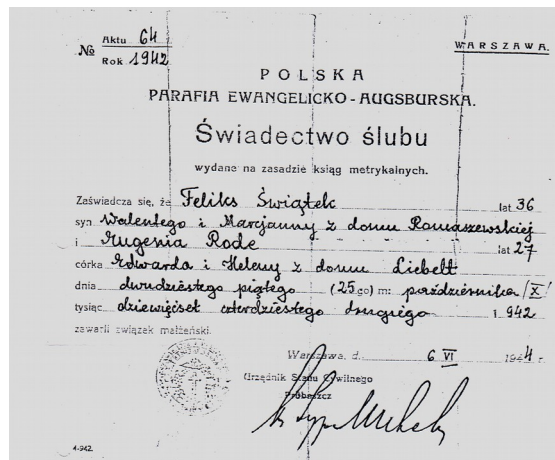 № Aktu 64
Rok 1942
WARSZAWA.
POLSKA
PARAFIA EWANGELICKO-AUGSBURSKA.
Świadectwo ślubu
wydane na zasadzie ksiąg metrykalnych.
Zaświadcza się, że Feliks Świątek lat 36
syn Walentego i Marcjanny z domu Romaszewskiej
i Eugenia Rode lat 27
córka Edwarda i Heleny z domu Liebelt
dnia dwudziestego piątego (25.go) m: października /X/
tysiąc dziewięćset czterdziestego drugiego 1942
zawarli związek małżeński.
Warszawa, d. 6 VI 1944 r.
Urzędnik Stanu Cywilnego
Proboszcz
4-942